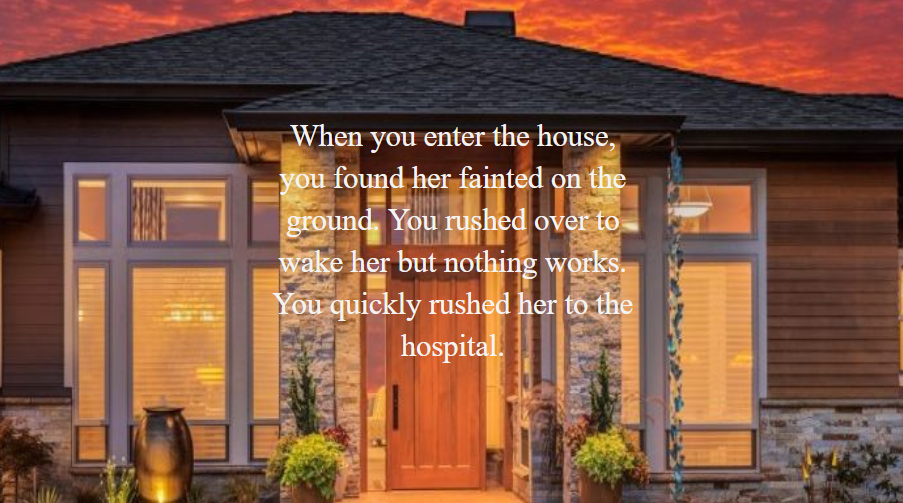 When you enter the house,
you found her fainted on the
ground. You rushed over to
wake her but nothing works.
You quickly rushed her to the
hospital.